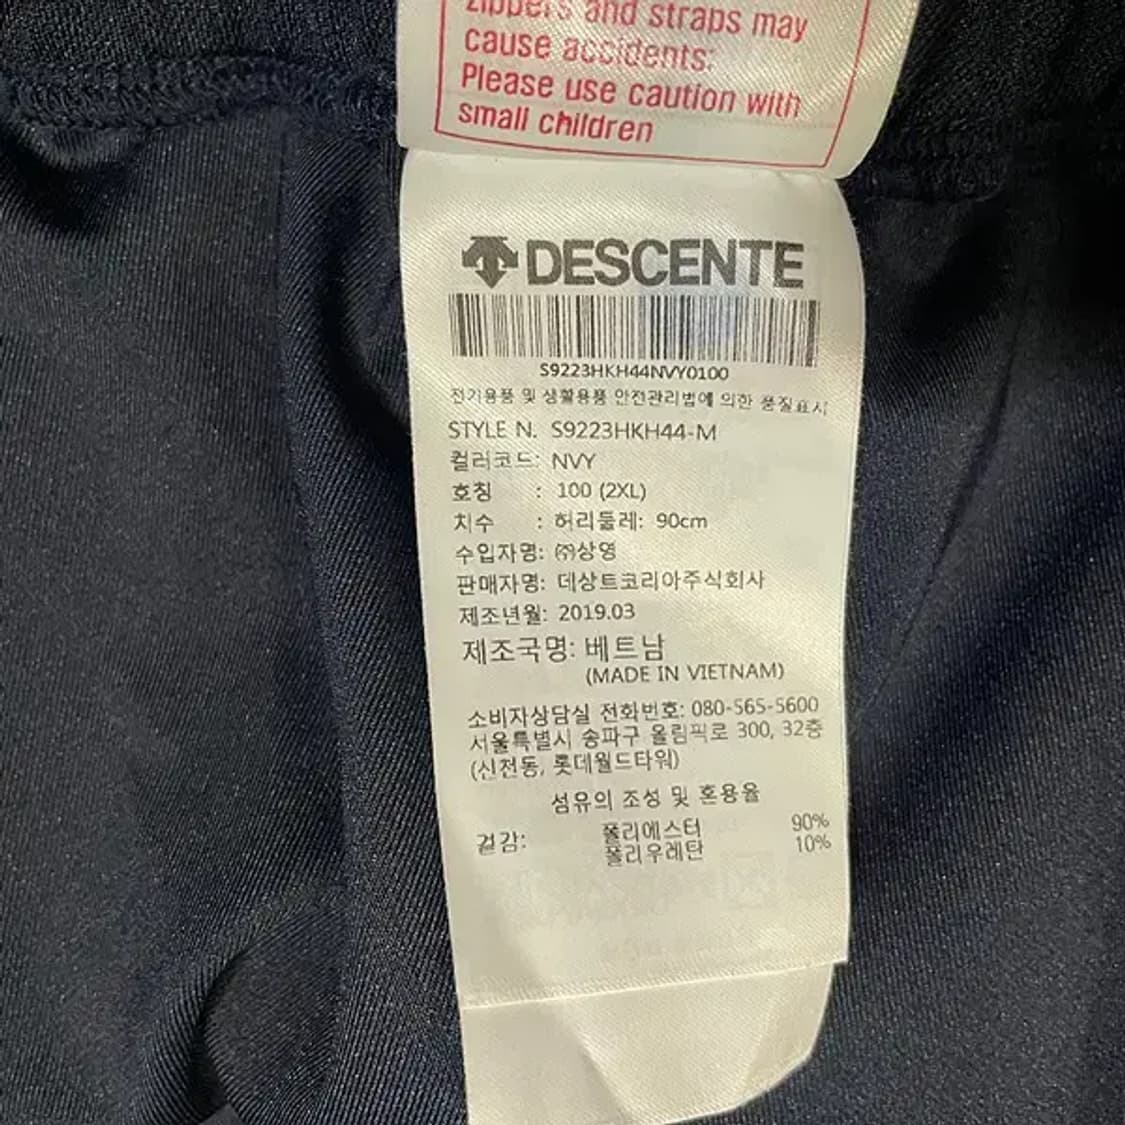 zippers and straps may
cause accidents:
Please use caution with
small children
DESCENTE
S9223HKH44NVY0100
전기용품 및 생활용품 안전관리법에 의한 품질표시
STYLE N. S9223HKH44-M
컬러코드: NVY
호칭 : 100 (2XL)
치수 : 허리둘레: 90cm
수입자명: ㈜상영
판매자명: 데상트코리아주식회사
제조년월: 2019.03
제조국명: 베트남
(MADE IN VIETNAM)
소비자상담실 전화번호: 080-565-5600
서울특별시 송파구 올림픽로 300, 32층
(신천동, 롯데월드타워)
섬유의 조성 및 혼용율
겉감: 폴리에스터 90%
폴리우레탄 10%